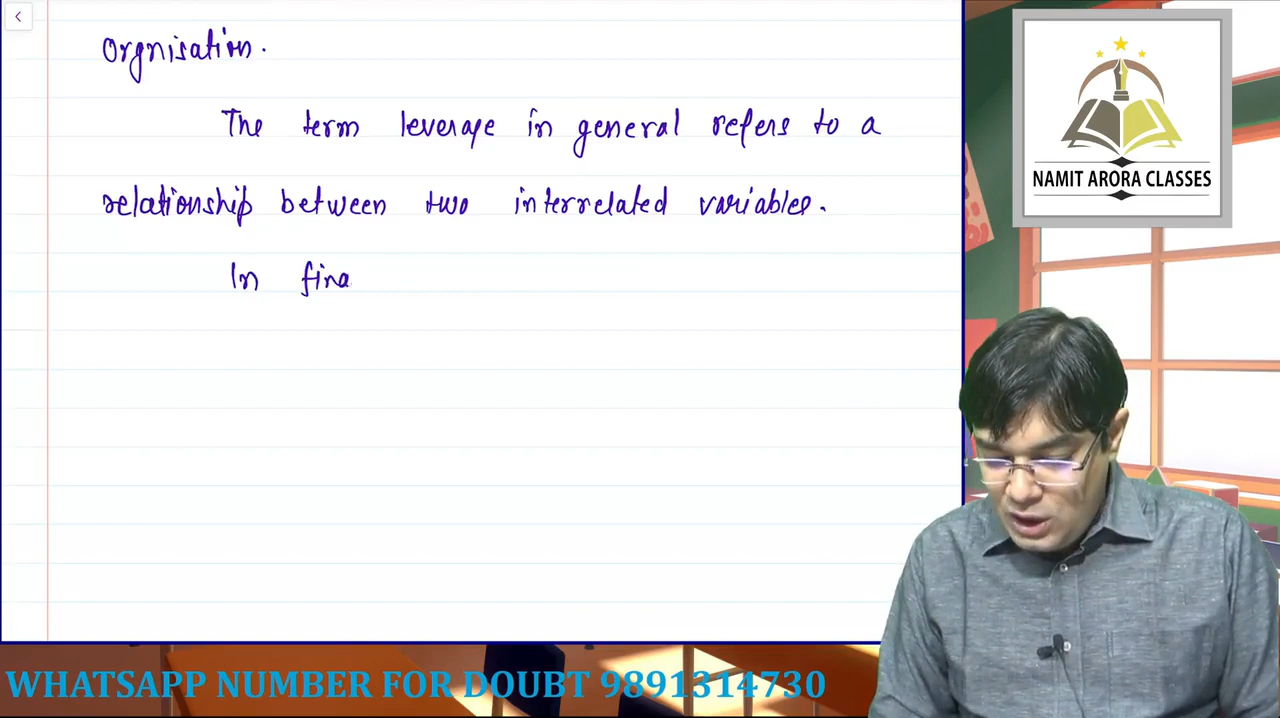 Orgnisation.
The term leverage in general refers to a
relationship between two interrelated variables.
In fina
NAMIT ARORA CLASSES
WHATSAPP NUMBER FOR DOUBT 9891314730